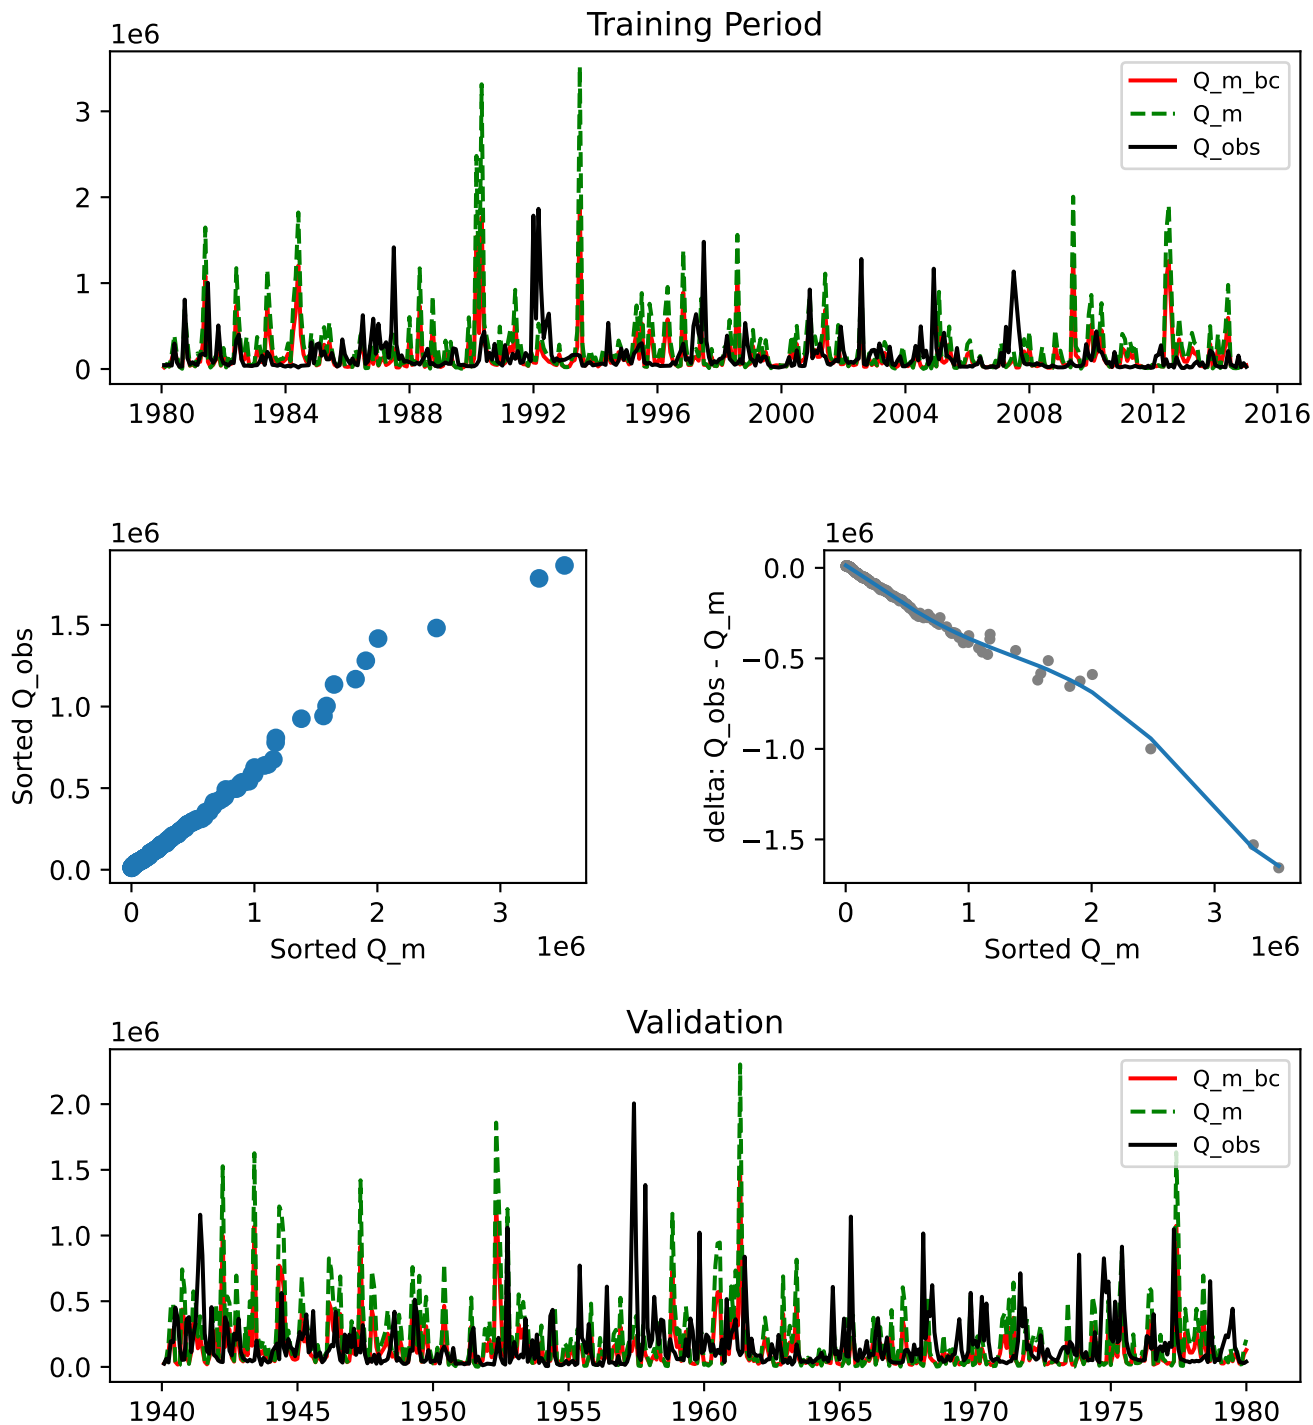 Training Period
1e6
Q_m_bc
Q_m
Q_obs
3
2
1
0
1980 1984 1988 1992 1996 2000 2004 2008 2012 2016
1e6
Sorted Q_obs
1.5
1.0
0.5
0.0
0 1 2 3
Sorted Q_m
1e6
1e6
delta: Q_obs - Q_m
0.0
−0.5
−1.0
−1.5
0 1 2 3
Sorted Q_m
1e6
Validation
1e6
Q_m_bc
Q_m
Q_obs
2.0
1.5
1.0
0.5
0.0
1940 1945 1950 1955 1960 1965 1970 1975 1980